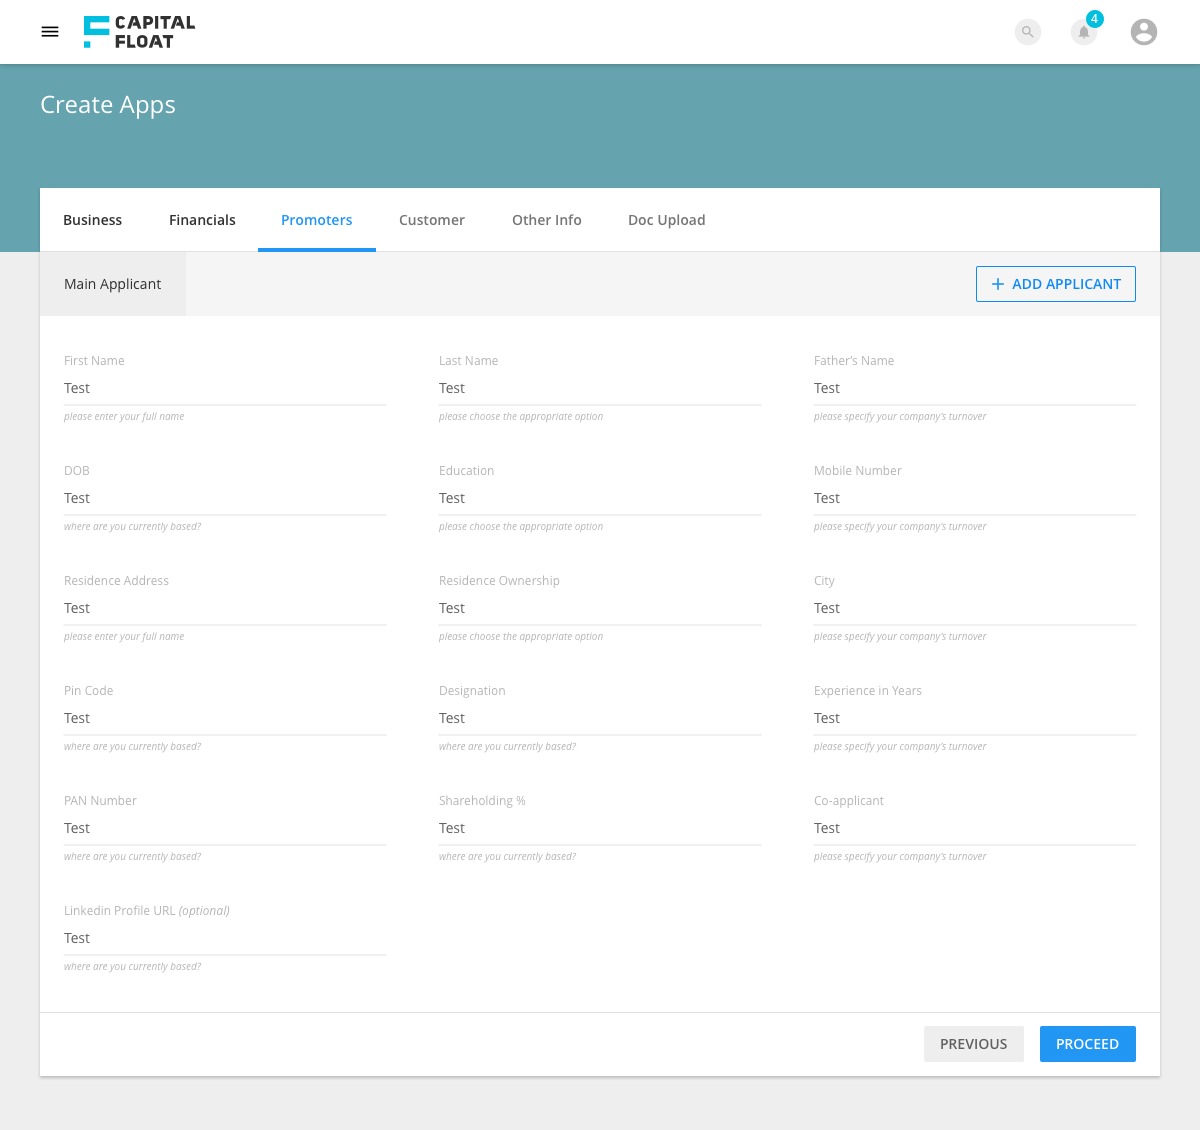 CAPITAL
FLOAT
4
Create Apps
Business Financials Promoters Customer Other Info Doc Upload
Main Applicant
ADD APPLICANT
First Name Last Name Father's Name
Test Test Test
please enter your full name please choose the appropriate option please specify your company's turnover
DOB Education Mobile Number
Test Test Test
where are you currently based? please choose the appropriate option please specify your company's turnover
Residence Address Residence Ownership City
Test Test Test
please enter your full name please choose the appropriate option please specify your company's turnover
Pin Code Designation Experience in Years
Test Test Test
where are you currently based? where are you currently based? please specify your company's turnover
PAN Number Shareholding % Co-applicant
Test Test Test
where are you currently based? where are you currently based? please specify your company's turnover
Linkedin Profile URL (optional)
Test
where are you currently based?
PREVIOUS PROCEED